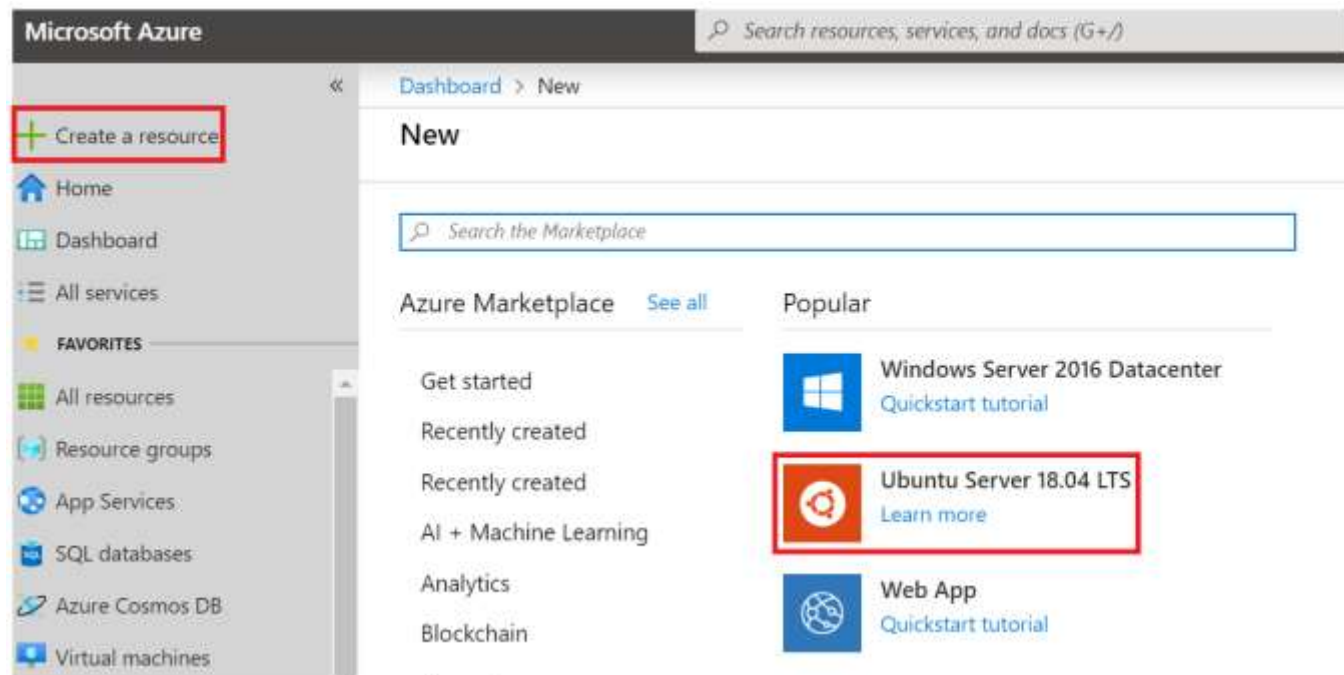 Microsoft Azure
Search resources, services, and docs (G+/)
«
Dashboard > New
Create a resource
Home
Dashboard
All services
FAVORITES
All resources
Resource groups
App Services
SQL databases
Azure Cosmos DB
Virtual machines
New
Search the Marketplace
Azure Marketplace See all
Get started
Recently created
Recently created
AI + Machine Learning
Analytics
Blockchain
Popular
Windows Server 2016 Datacenter
Quickstart tutorial
Ubuntu Server 18.04 LTS
Learn more
Web App
Quickstart tutorial